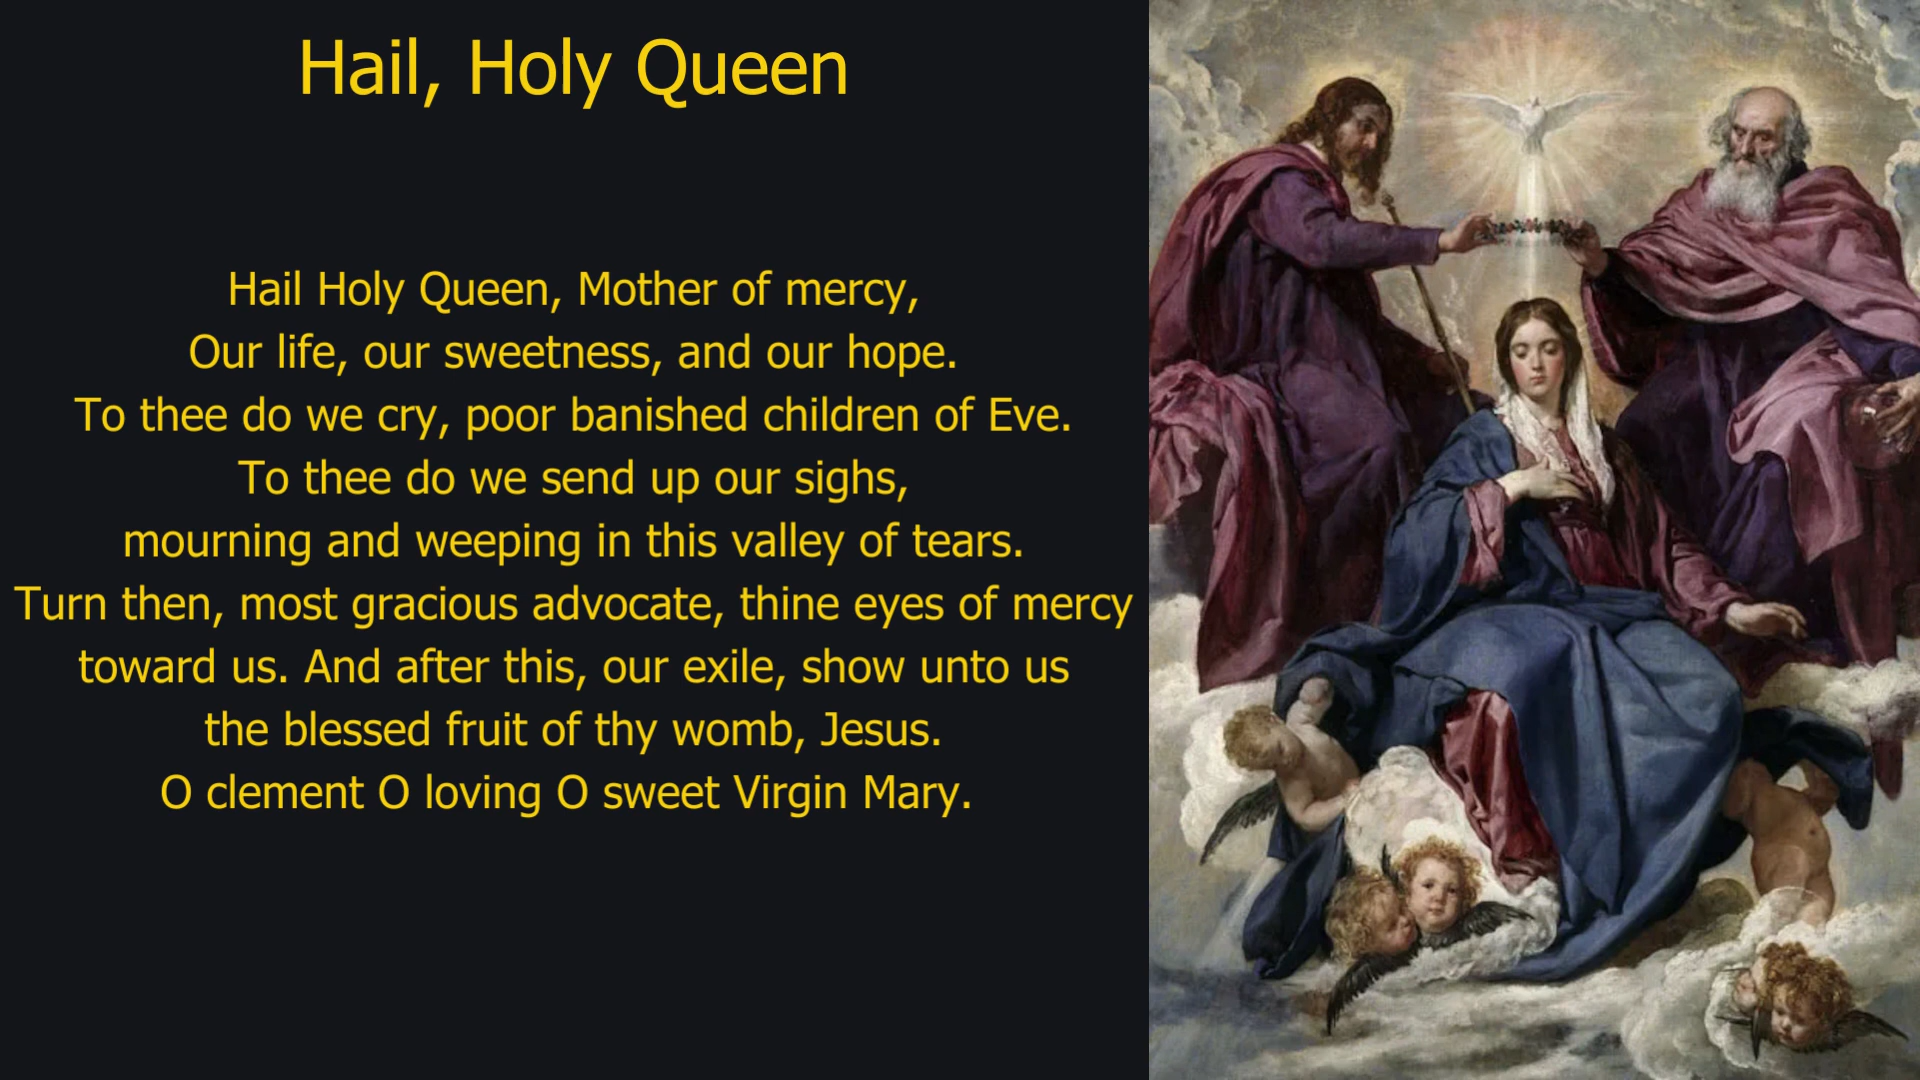 Hail, Holy Queen
Hail Holy Queen, Mother of mercy,
Our life, our sweetness, and our hope.
To thee do we cry, poor banished children of Eve.
To thee do we send up our sighs,
mourning and weeping in this valley of tears.
Turn then, most gracious advocate, thine eyes of mercy
toward us. And after this, our exile, show unto us
the blessed fruit of thy womb, Jesus.
O clement O loving O sweet Virgin Mary.